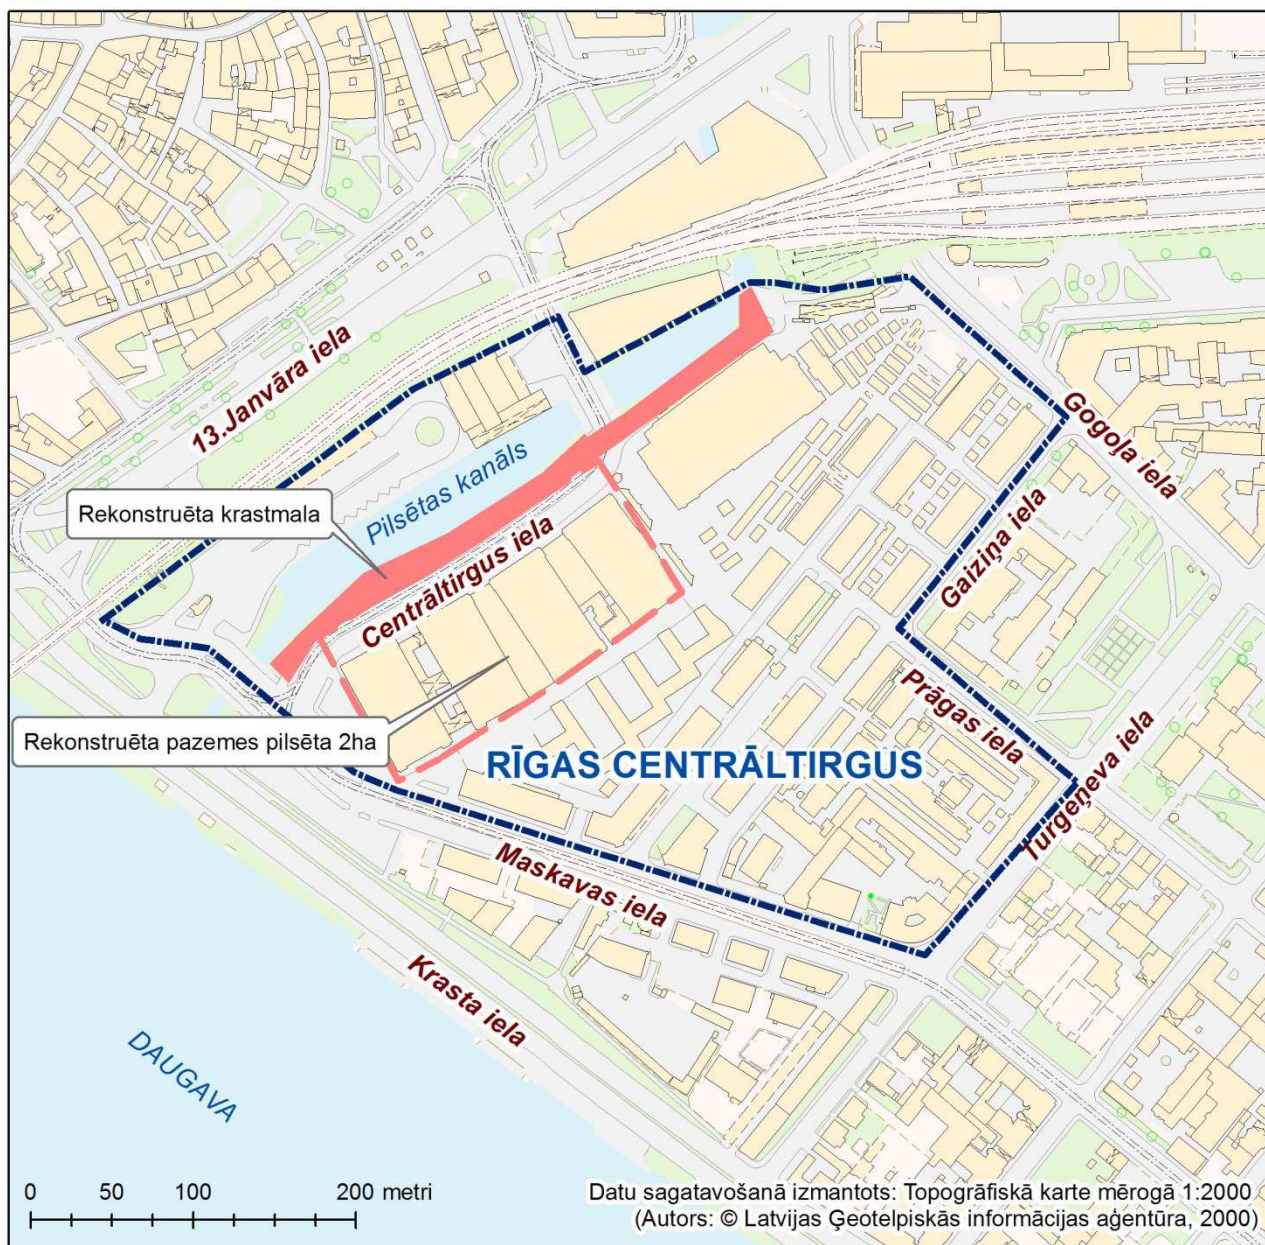 13.Janvāra iela
Gogoļa iela
Rekonstruēta krastmala
Pilsētas kanāls
Gaiziņa iela
Centrāltirgus iela
Prāgas iela
Rekonstruēta pazemes pilsēta 2ha
RĪGAS CENTRĀLTIRGUS
Turgeņeva iela
Maskavas iela
Krasta iela
DAUGAVA
0 50 100 200 metri
Datu sagatavošanā izmantots: Topogrāfiskā karte mērogā 1:2000
(Autors: © Latvijas Ģeotelpiskās informācijas aģentūra, 2000)